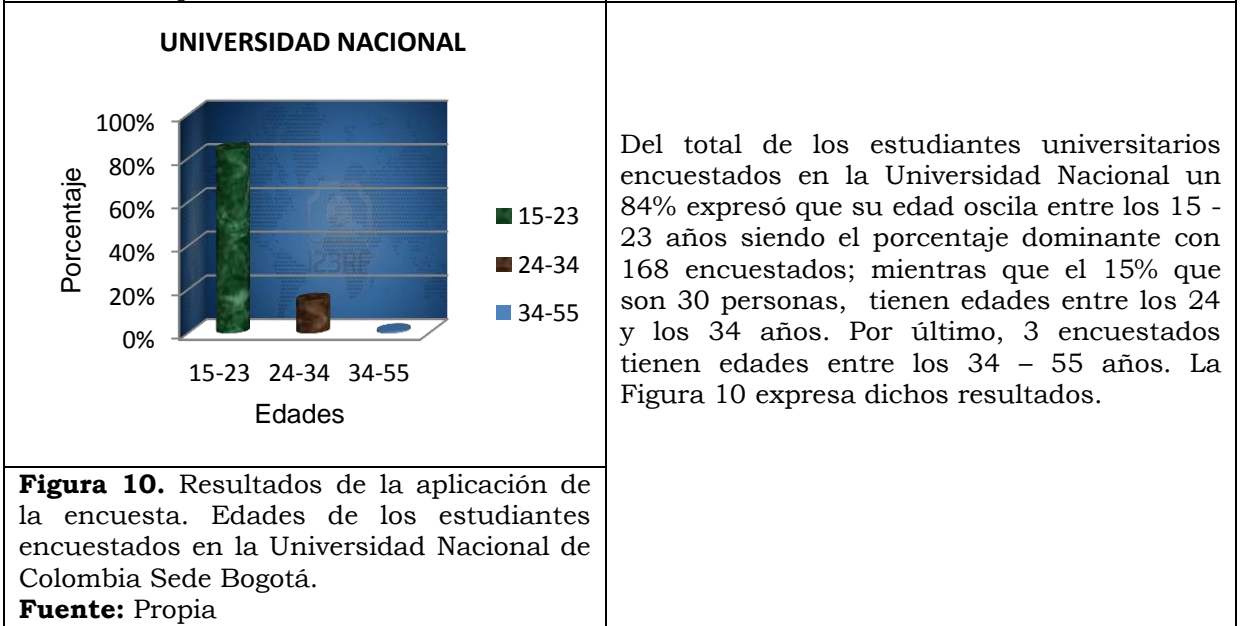 UNIVERSIDAD NACIONAL
100%
80%
60%
40%
20%
0%
Porcentaje
15-23 24-34 34-55
Edades
15-23
24-34
34-55
Figura 10. Resultados de la aplicación de
la encuesta. Edades de los estudiantes
encuestados en la Universidad Nacional de
Colombia Sede Bogotá.
Fuente: Propia
Del total de los estudiantes universitarios
encuestados en la Universidad Nacional un
84% expresó que su edad oscila entre los 15 -
23 años siendo el porcentaje dominante con
168 encuestados; mientras que el 15% que
son 30 personas, tienen edades entre los 24
y los 34 años. Por último, 3 encuestados
tienen edades entre los 34 – 55 años. La
Figura 10 expresa dichos resultados.